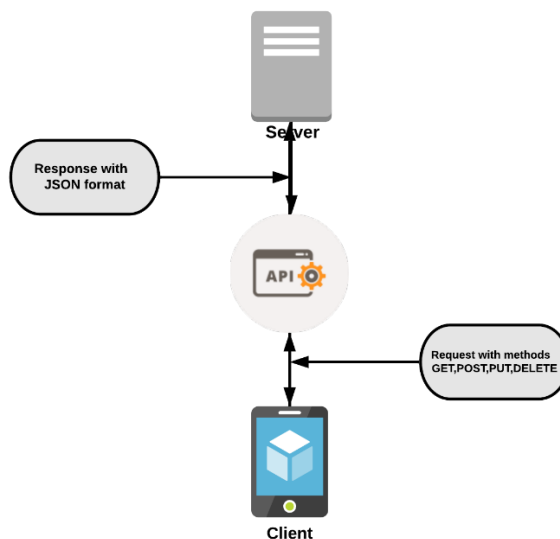 Server
Response with
JSON format
API
Request with methods
GET,POST,PUT,DELETE
Client